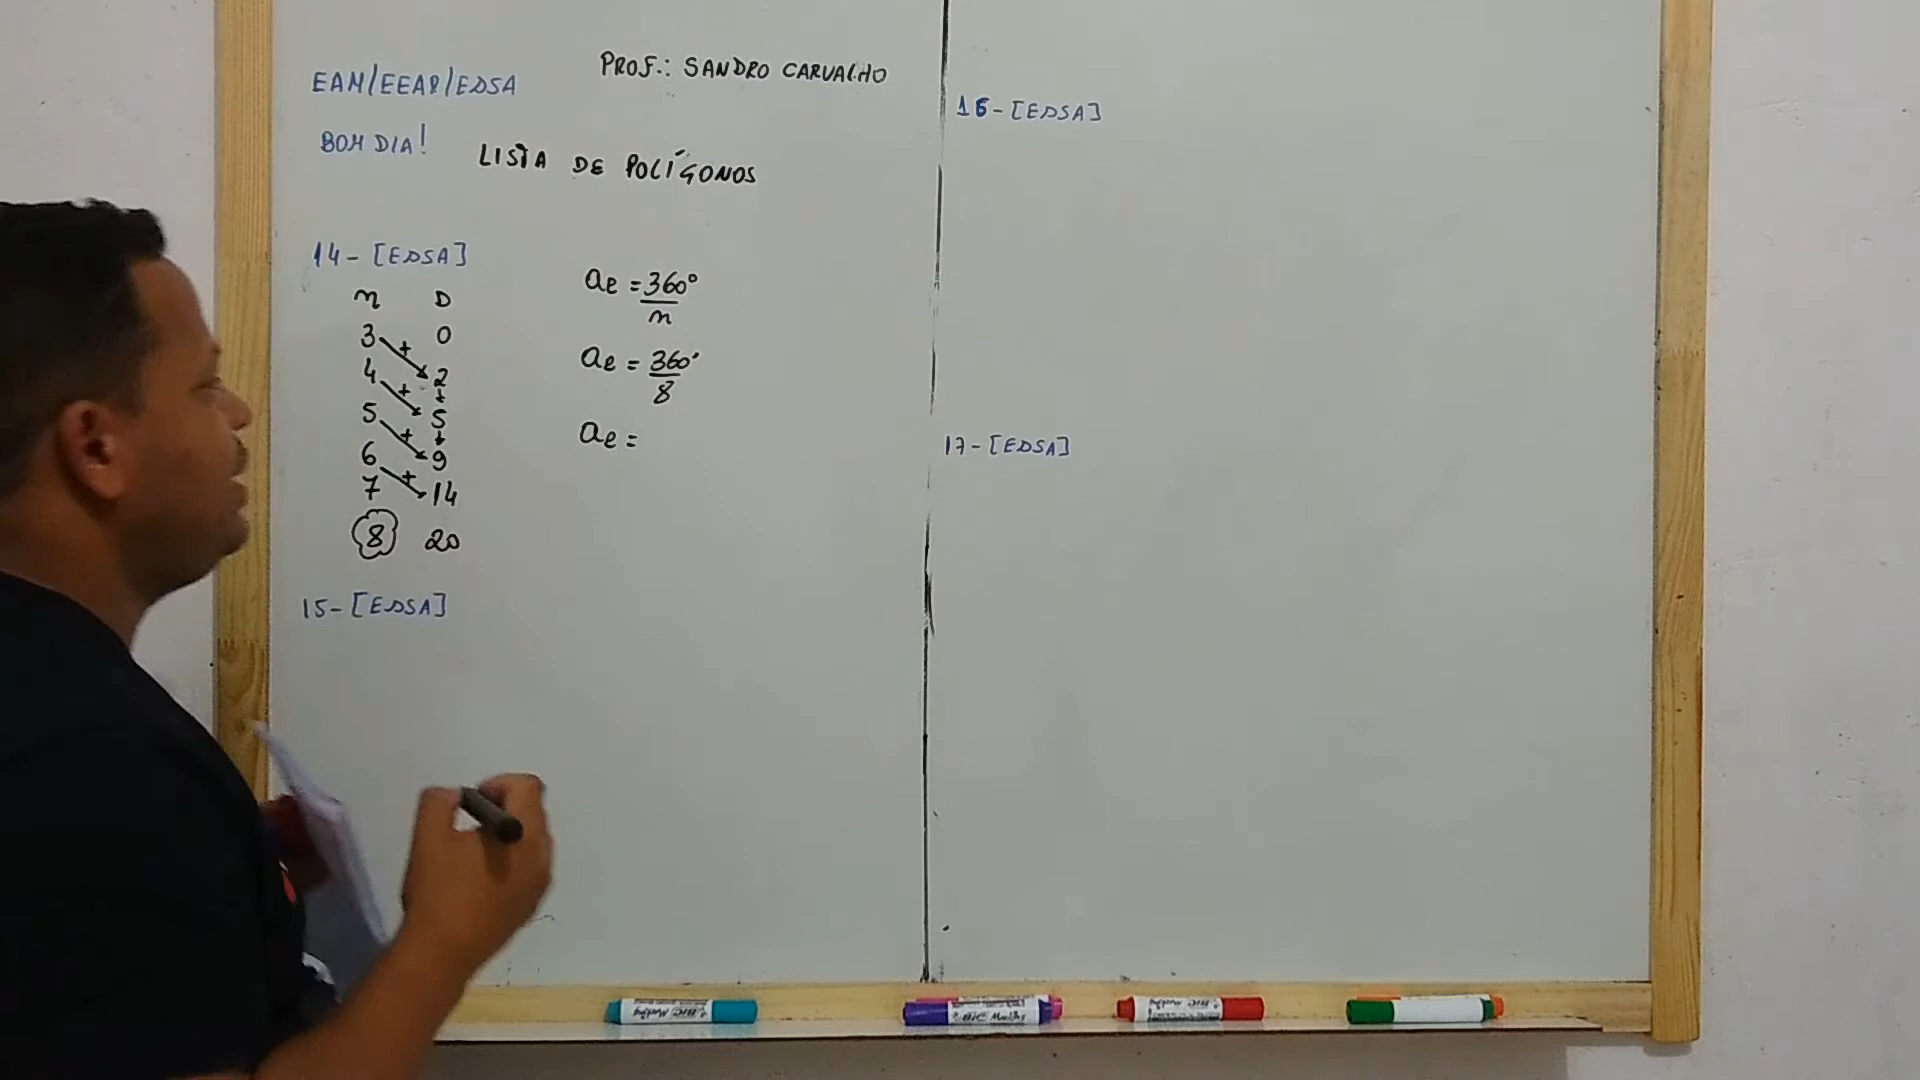 EAM/EEAR/EDSA
PROF.: SANDRO CARVALHO
BOM DIA!
LISTA DE POLÍGONOS
14- [EDSA]
n D
3 + 0
4 + 2
+
5 + 5
+
6 + 9
7 14
8 20
ae = 360°
n
ae = 360°
8
ae =
15- [EDSA]
16- [EDSA]
17- [EDSA]